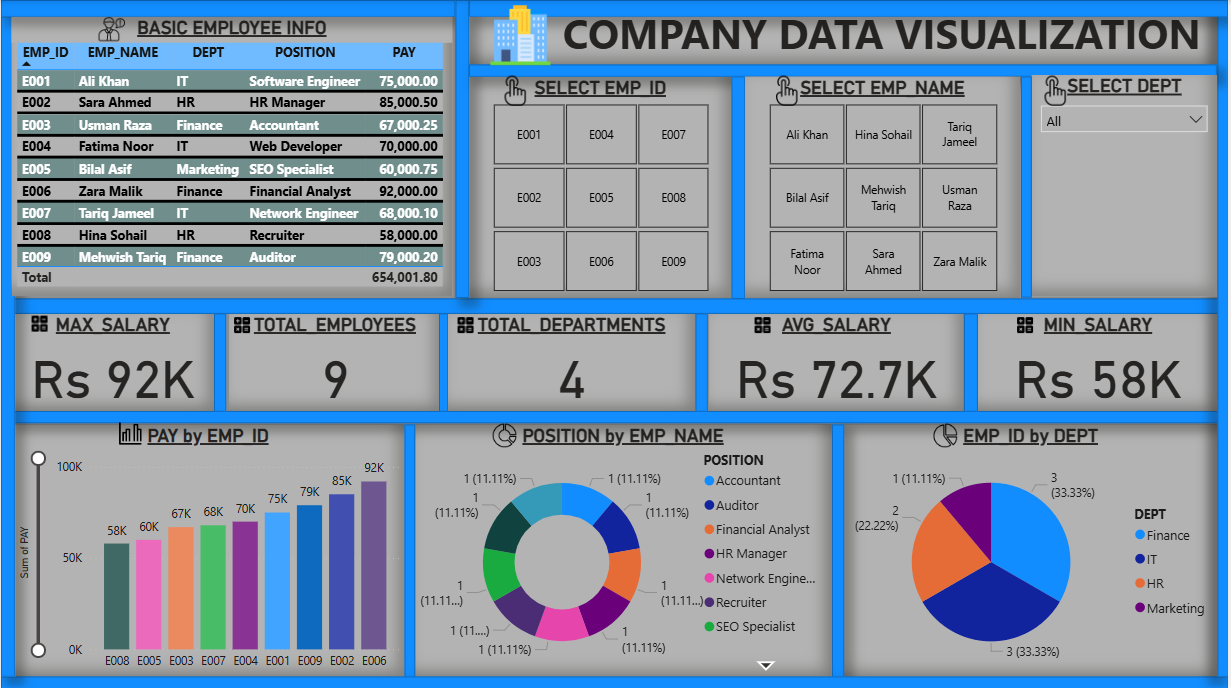 BASIC EMPLOYEE INFO
EMP_ID EMP_NAME DEPT POSITION PAY
E001 Ali Khan IT Software Engineer 75,000.00
E002 Sara Ahmed HR HR Manager 85,000.50
E003 Usman Raza Finance Accountant 67,000.25
E004 Fatima Noor IT Web Developer 70,000.00
E005 Bilal Asif Marketing SEO Specialist 60,000.75
E006 Zara Malik Finance Financial Analyst 92,000.00
E007 Tariq Jameel IT Network Engineer 68,000.10
E008 Hina Sohail HR Recruiter 58,000.00
E009 Mehwish Tariq Finance Auditor 79,000.20
Total 654,001.80
COMPANY DATA VISUALIZATION
SELECT EMP_ID
E001 E004 E007
E002 E005 E008
E003 E006 E009
SELECT EMP_NAME
Ali Khan Hina Sohail Tariq Jameel
Bilal Asif Mehwish Tariq Usman Raza
Fatima Noor Sara Ahmed Zara Malik
SELECT DEPT
All
MAX_SALARY
Rs 92K
TOTAL_EMPLOYEES
9
TOTAL_DEPARTMENTS
4
AVG_SALARY
Rs 72.7K
MIN_SALARY
Rs 58K
PAY by EMP_ID
Sum of PAY
100K
50K
0K
58K 60K 67K 68K 70K 75K 79K 85K 92K
E008 E005 E003 E007 E004 E001 E009 E002 E006
POSITION by EMP_NAME
1 (11.11%)
1 (11.11%)
1 (11.11%)
1 (11.11...)
1 (11.11%)
1 (11.11%)
1 (11....)
1 (11.11...)
1 (11.11%)
POSITION
Accountant
Auditor
Financial Analyst
HR Manager
Network Engine...
Recruiter
SEO Specialist
EMP_ID by DEPT
1 (11.11%)
3 (33.33%)
2 (22.22%)
3 (33.33%)
DEPT
Finance
IT
HR
Marketing